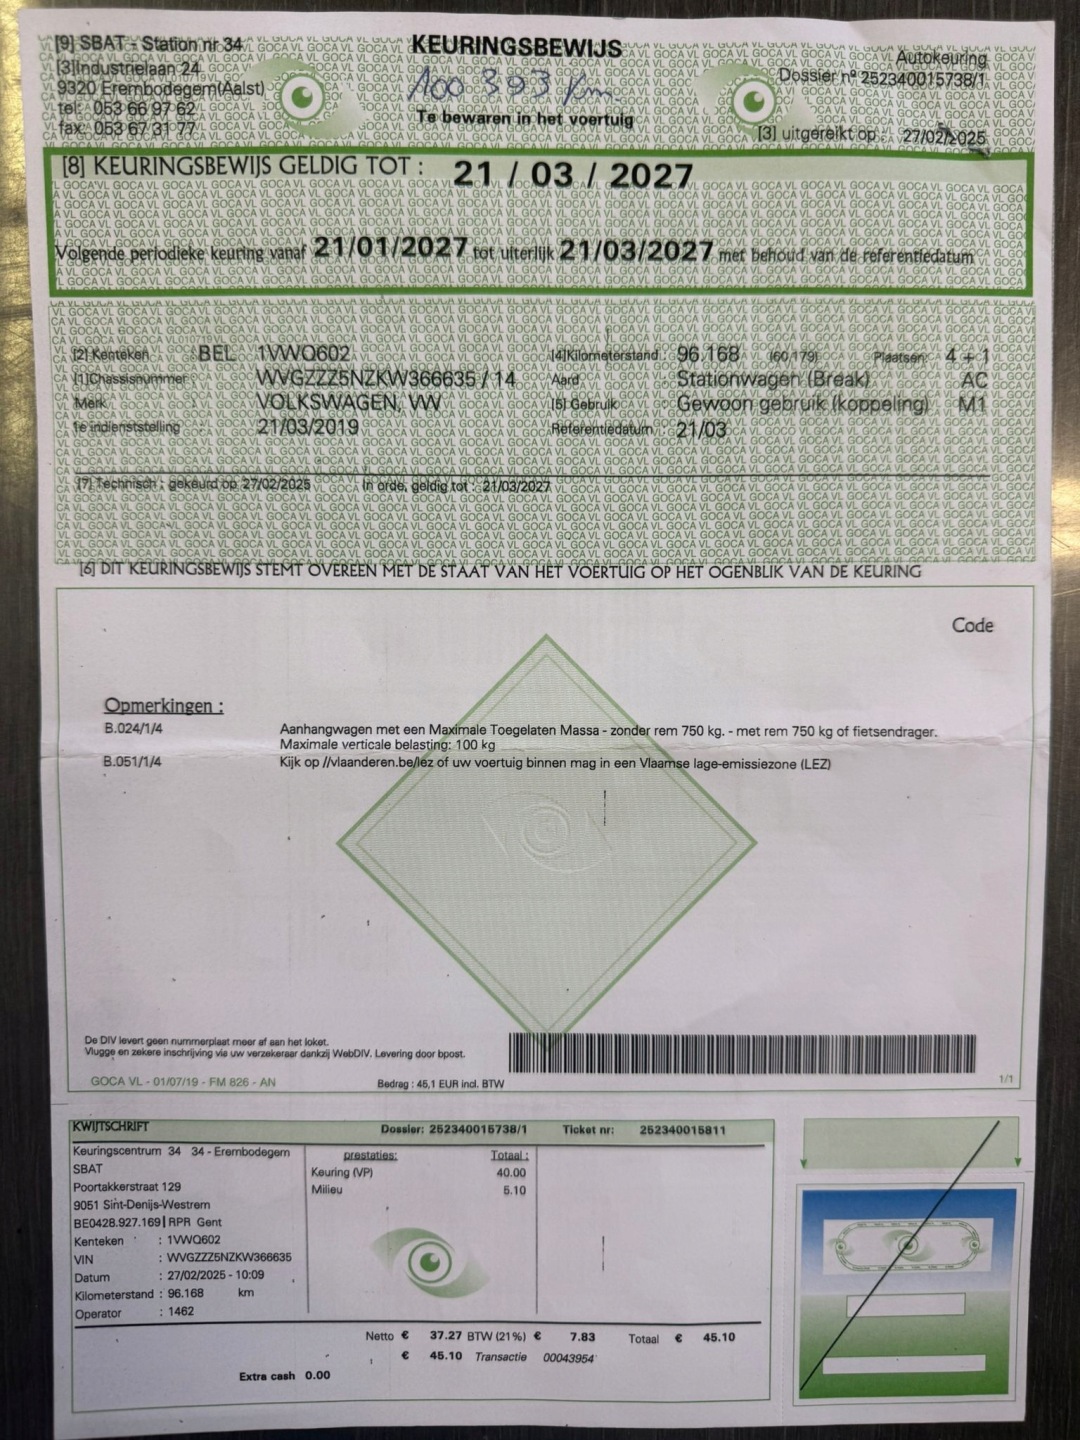 [9] SBAT - Station nr 34
[3]Industrielaan 24
9320 Erembodegem(Aalst)
tel: 053 66 97 62
fax: 053 67 31 77
KEURINGSBEWIJS
100 393 km
Te bewaren in het voertuig
Autokeuring
Dossier nº 252340015738/1
[3] uitgereikt op : 27/02/2025
[8] KEURINGSBEWIJS GELDIG TOT : 21 / 03 / 2027
Volgende periodieke keuring vanaf 21/01/2027 tot uiterlijk 21/03/2027 met behoud van de referentiedatum
[2] Kenteken : BEL 1VWQ602 [4]Kilometerstand : 96.168 (60.179) Plaatsen: 4 + 1
[1]Chassisnummer : WVGZZZ5NZKW366635 / 14 Aard : Stationwagen (Break) AC
Merk : VOLKSWAGEN, VW [5] Gebruik : Gewoon gebruik (koppeling) M1
1e indienststelling : 21/03/2019 Referentiedatum : 21/03
[7] Technisch : gekeurd op 27/02/2025 In orde, geldig tot : 21/03/2027
[6] DIT KEURINGSBEWIJS STEMT OVEREEN MET DE STAAT VAN HET VOERTUIG OP HET OGENBLIK VAN DE KEURING
Code
Opmerkingen :
B.024/1/4 Aanhangwagen met een Maximale Toegelaten Massa - zonder rem 750 kg. - met rem 750 kg of fietsendrager.
Maximale verticale belasting: 100 kg
B.051/1/4 Kijk op //vlaanderen.be/lez of uw voertuig binnen mag in een Vlaamse lage-emissiezone (LEZ)
De DIV levert geen nummerplaat meer af aan het loket.
Vlugge en zekere inschrijving via uw verzekeraar dankzij WebDIV. Levering door bpost.
GOCA VL - 01/07/19 - FM 826 - AN
Bedrag : 45,1 EUR incl. BTW
1/1
KWIJTSCHRIFT Dossier: 252340015738/1 Ticket nr: 252340015811
Keuringscentrum 34 34 - Erembodegem
SBAT
Poortakkerstraat 129
9051 Sint-Denijs-Westrem
BE0428.927.169 | RPR Gent
Kenteken : 1VWQ602
VIN : WVGZZZ5NZKW366635
Datum : 27/02/2025 - 10:09
Kilometerstand : 96.168 km
Operator : 1462
prestaties: Totaal :
Keuring (VP) 40.00
Milieu 5.10
Netto € 37.27 BTW (21%) € 7.83 Totaal € 45.10
€ 45.10 Transactie 00043954
Extra cash 0.00